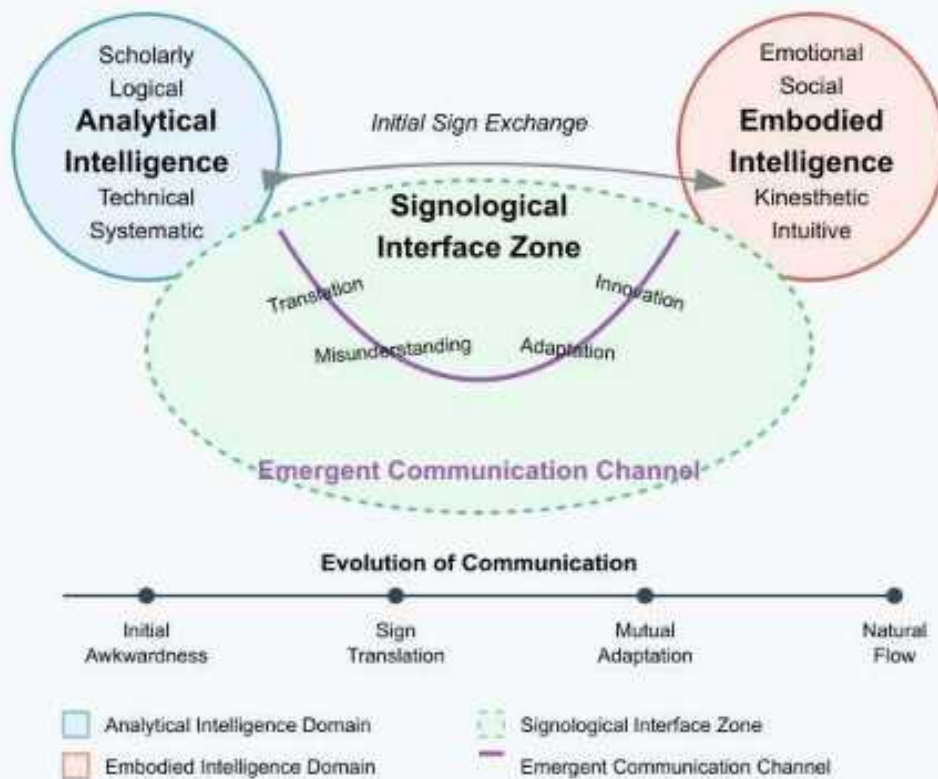 Scholarly
Logical
Analytical
Intelligence
Technical
Systematic
Initial Sign Exchange
Emotional
Social
Embodied
Intelligence
Kinesthetic
Intuitive
Signological
Interface Zone
Translation
Misunderstanding
Adaptation
Innovation
Emergent Communication Channel
Evolution of Communication
Initial
Awkwardness
Sign
Translation
Mutual
Adaptation
Natural
Flow
Analytical Intelligence Domain
Signological Interface Zone
Embodied Intelligence Domain
Emergent Communication Channel